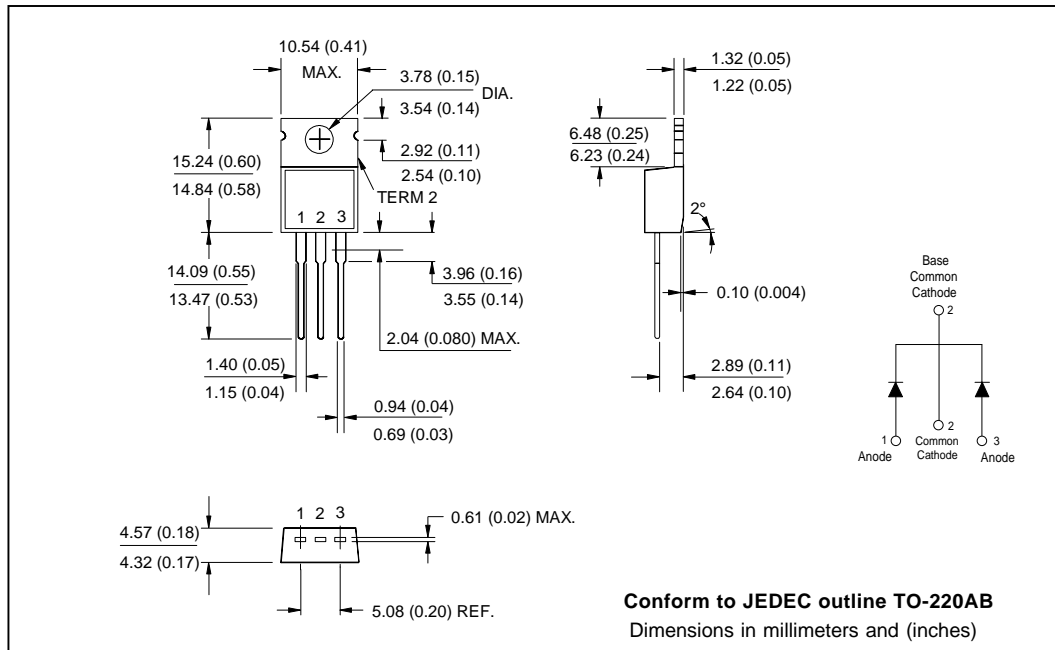 10.54 (0.41)
MAX.
3.78 (0.15)
3.54 (0.14)
DIA.
2.92 (0.11)
2.54 (0.10)
TERM 2
15.24 (0.60)
14.84 (0.58)
1 2 3
14.09 (0.55)
13.47 (0.53)
3.96 (0.16)
3.55 (0.14)
2.04 (0.080) MAX.
1.40 (0.05)
1.15 (0.04)
0.94 (0.04)
0.69 (0.03)
1.32 (0.05)
1.22 (0.05)
6.48 (0.25)
6.23 (0.24)
2°
0.10 (0.004)
2.89 (0.11)
2.64 (0.10)
Base
Common
Cathode
2
1
Anode
2
Common
Cathode
3
Anode
1 2 3
4.57 (0.18)
4.32 (0.17)
0.61 (0.02) MAX.
5.08 (0.20) REF.
Conform to JEDEC outline TO-220AB
Dimensions in millimeters and (inches)